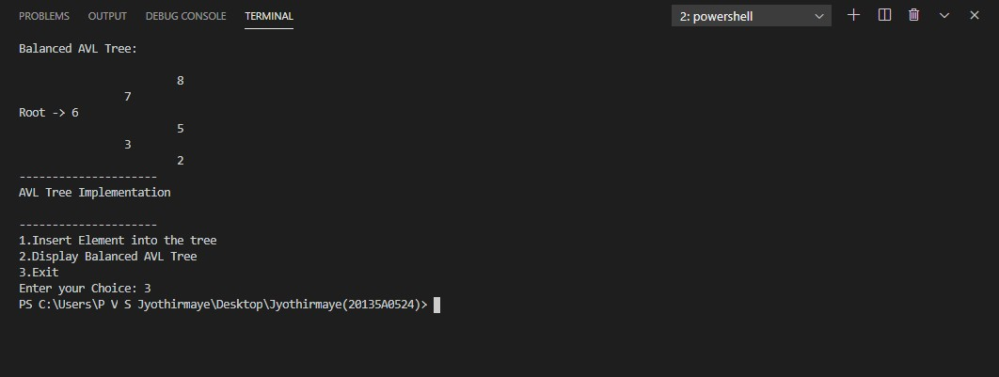 PROBLEMS OUTPUT DEBUG CONSOLE TERMINAL 2: powershell
Balanced AVL Tree:
8
7
Root -> 6
5
3
2
---------------------
AVL Tree Implementation
---------------------
1.Insert Element into the tree
2.Display Balanced AVL Tree
3.Exit
Enter your Choice: 3
PS C:\Users\P V S Jyothirmaye\Desktop\Jyothirmaye(20135A0524)>